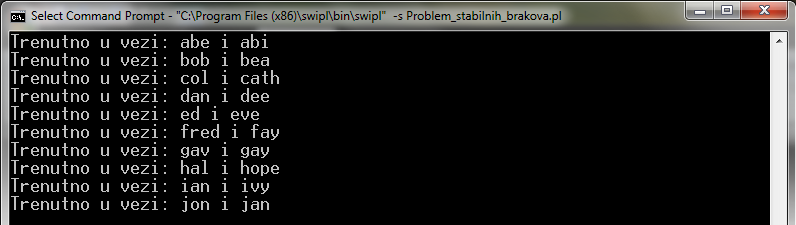 Select Command Prompt - "C:\Program Files (x86)\swipl\bin\swipl" -s Problem_stabilnih_brakova.pl
Trenutno u vezi: abe i abi
Trenutno u vezi: bob i bea
Trenutno u vezi: col i cath
Trenutno u vezi: dan i dee
Trenutno u vezi: ed i eve
Trenutno u vezi: fred i fay
Trenutno u vezi: gav i gay
Trenutno u vezi: hal i hope
Trenutno u vezi: ian i ivy
Trenutno u vezi: jon i jan